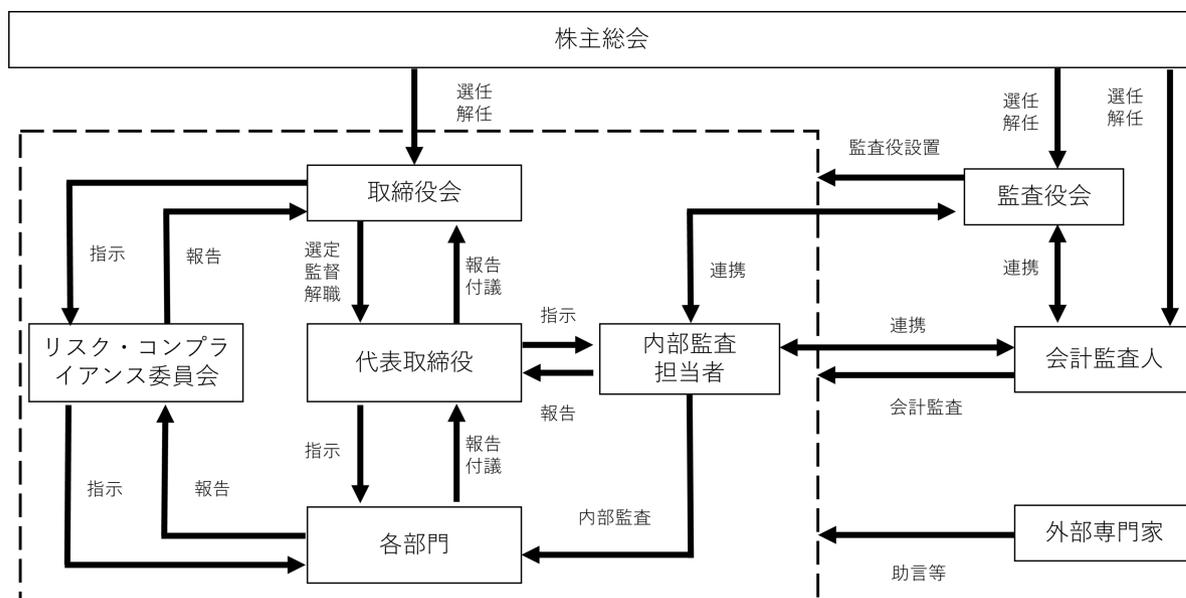 株主総会
選任
解任
選任
解任
選任
解任
監査役設置
取締役会
監査役会
指示
報告
選定
監督
解職
報告
付議
連携
連携
リスク・コンプラ
イアンス委員会
代表取締役
指示
報告
内部監査
担当者
連携
会計監査人
会計監査
指示
報告
指示
報告
付議
内部監査
各部門
外部専門家
助言等